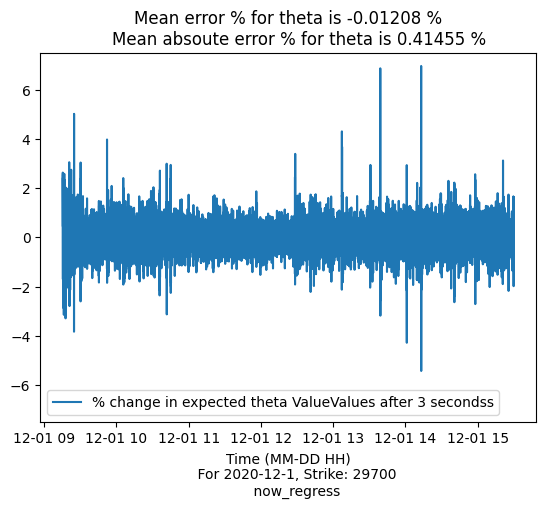 Mean error % for theta is -0.01208 %
Mean absoute error % for theta is 0.41455 %
6
4
2
0
−2
−4
−6
% change in expected theta ValueValues after 3 secondss
12-01 09 12-01 10 12-01 11 12-01 12 12-01 13 12-01 14 12-01 15
Time (MM-DD HH)
For 2020-12-1, Strike: 29700
now_regress